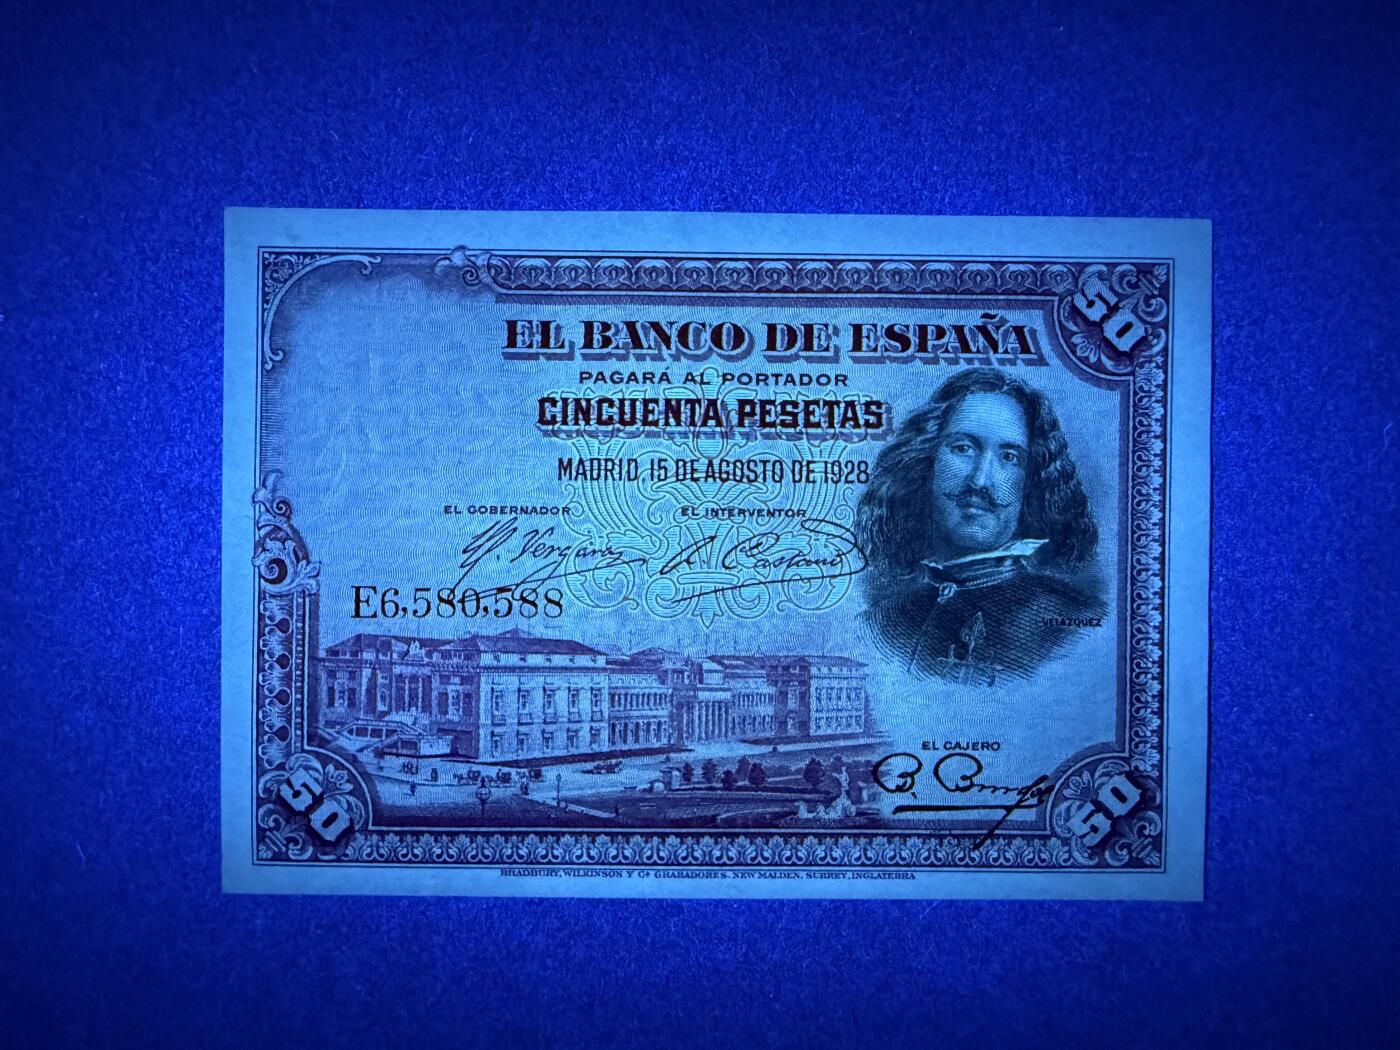 50
EL BANCO DE ESPAÑA
PAGARÁ AL PORTADOR
CINCUENTA PESETAS
MADRID, 15 DE AGOSTO DE 1928
EL GOBERNADOR
EL INTERVENTOR
E6,580,588
VELAZQUEZ
EL CAJERO
50
50
BRADBURY, WILKINSON Y Cª GRABADORES. NEW MALDEN, SURREY, INGLATERRA